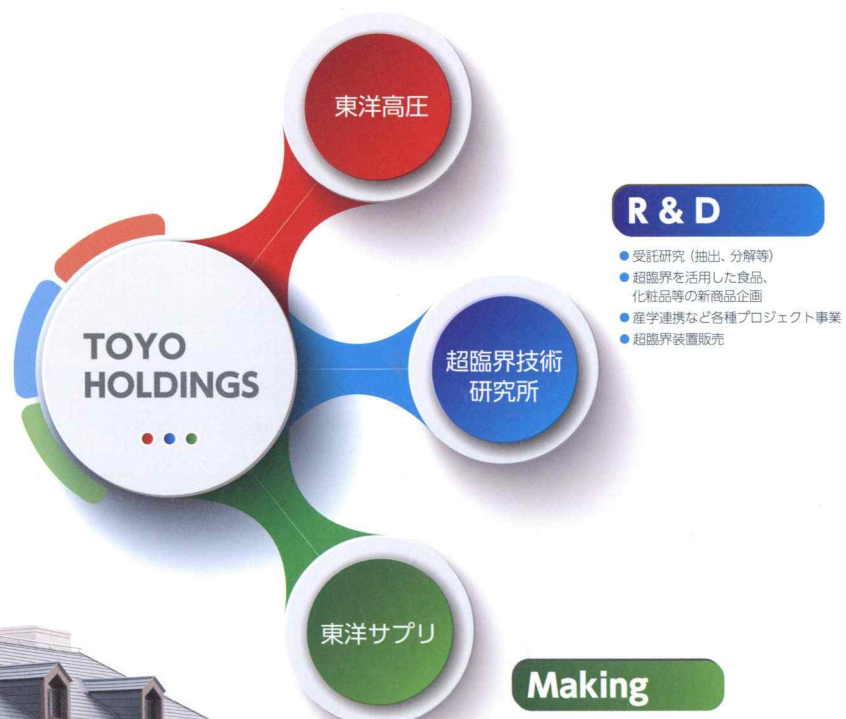 東洋高圧
R & D
●受託研究（抽出、分解等）
●超臨界を活用した食品、
化粧品等の新商品企画
●産学連携など各種プロジェクト事業
●超臨界装置販売
TOYO
HOLDINGS
超臨界技術
研究所
東洋サプリ
Making